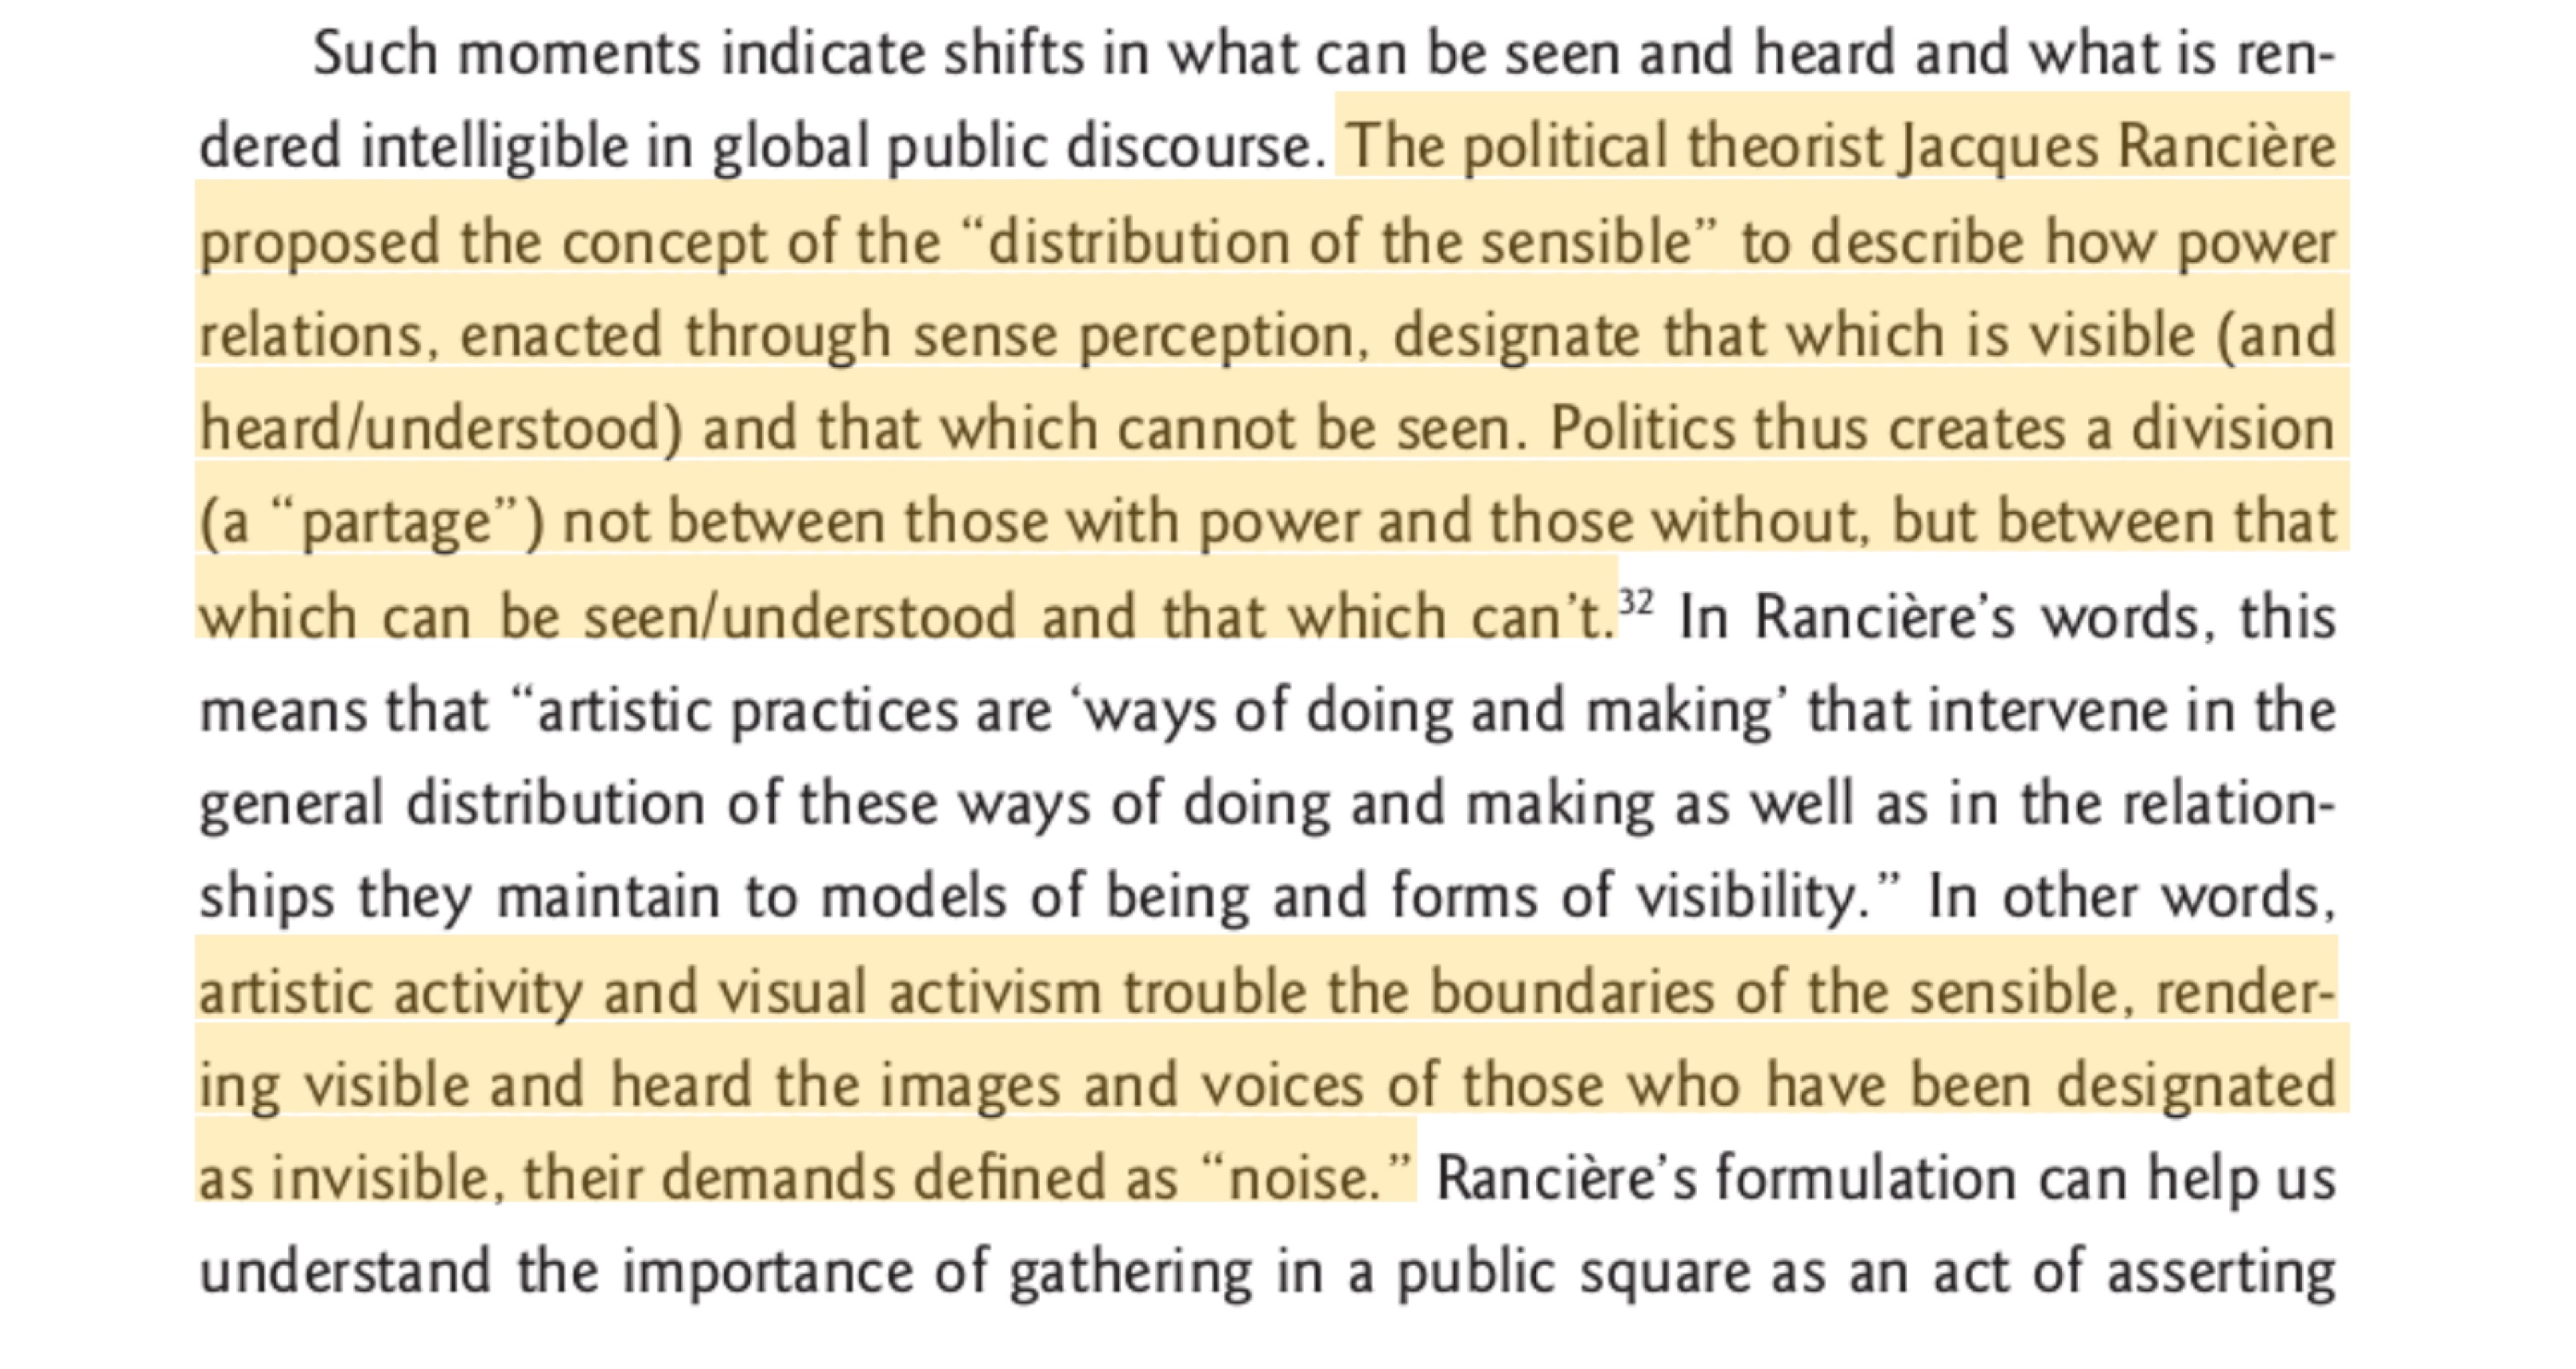 Such moments indicate shifts in what can be seen and heard and what is ren-
dered intelligible in global public discourse. The political theorist Jacques Rancière
proposed the concept of the “distribution of the sensible” to describe how power
relations, enacted through sense perception, designate that which is visible (and
heard/understood) and that which cannot be seen. Politics thus creates a division
(a “partage”) not between those with power and those without, but between that
which can be seen/understood and that which can’t.32 In Rancière’s words, this
means that “artistic practices are ‘ways of doing and making’ that intervene in the
general distribution of these ways of doing and making as well as in the relation-
ships they maintain to models of being and forms of visibility.” In other words,
artistic activity and visual activism trouble the boundaries of the sensible, render-
ing visible and heard the images and voices of those who have been designated
as invisible, their demands defined as “noise.” Rancière’s formulation can help us
understand the importance of gathering in a public square as an act of asserting